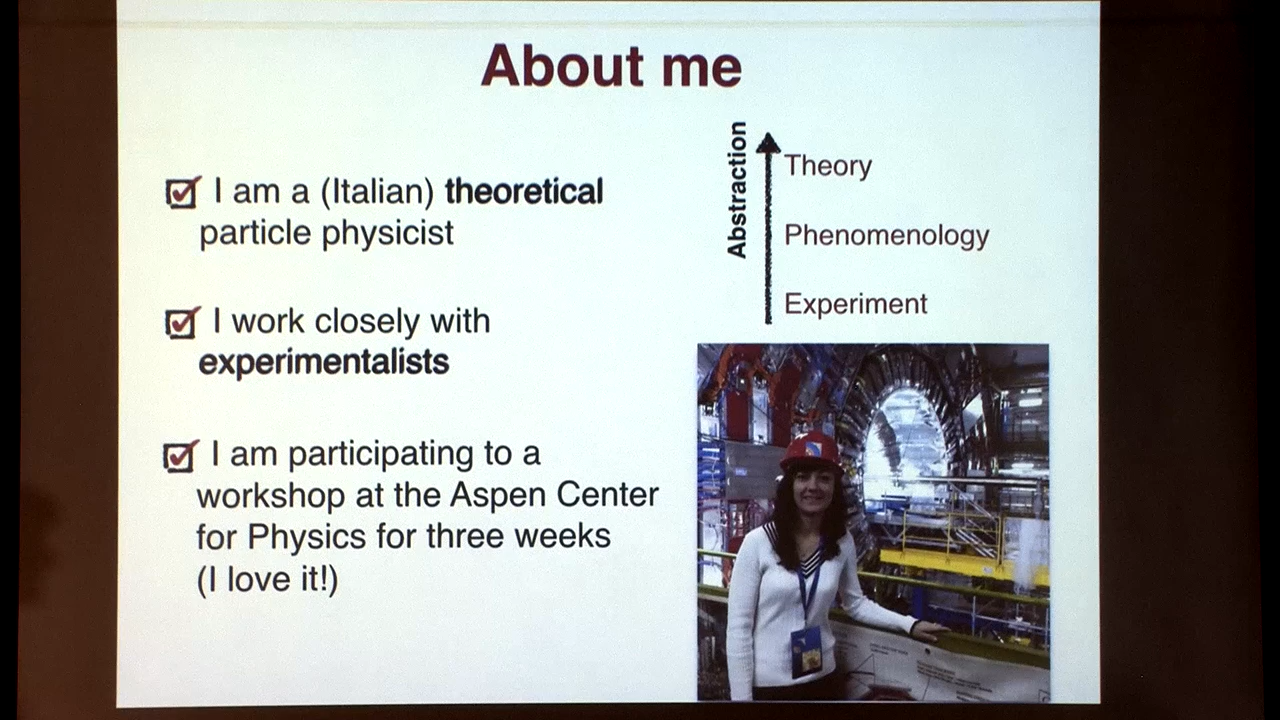 About me
I am a (Italian) theoretical
particle physicist
I work closely with
experimentalists
I am participating to a
workshop at the Aspen Center
for Physics for three weeks
(I love it!)
Abstraction
Theory
Phenomenology
Experiment